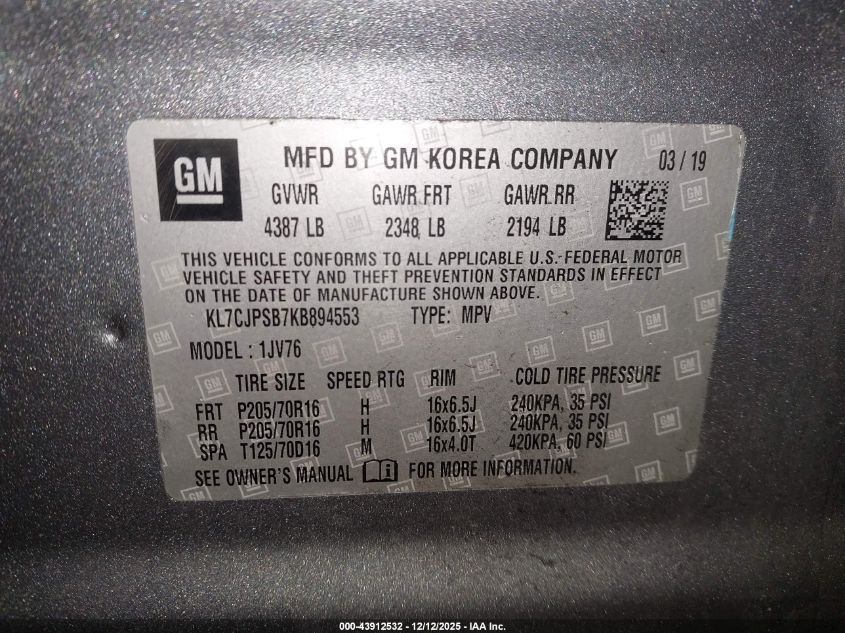 GM
MFD BY GM KOREA COMPANY 03 / 19
GVWR GAWR FRT GAWR RR
4387 LB 2348 LB 2194 LB
THIS VEHICLE CONFORMS TO ALL APPLICABLE U.S. FEDERAL MOTOR
VEHICLE SAFETY AND THEFT PREVENTION STANDARDS IN EFFECT
ON THE DATE OF MANUFACTURE SHOWN ABOVE.
KL7CJPSB7KB894553 TYPE: MPV
MODEL : 1JV76
TIRE SIZE SPEED RTG RIM COLD TIRE PRESSURE
FRT P205/70R16 H 16x6.5J 240KPA, 35 PSI
RR P205/70R16 H 16x6.5J 240KPA, 35 PSI
SPA T125/70D16 M 16x4.0T 420KPA, 60 PSI
SEE OWNER'S MANUAL FOR MORE INFORMATION.
000-43912532 - 12/12/2025 - IAA Inc.